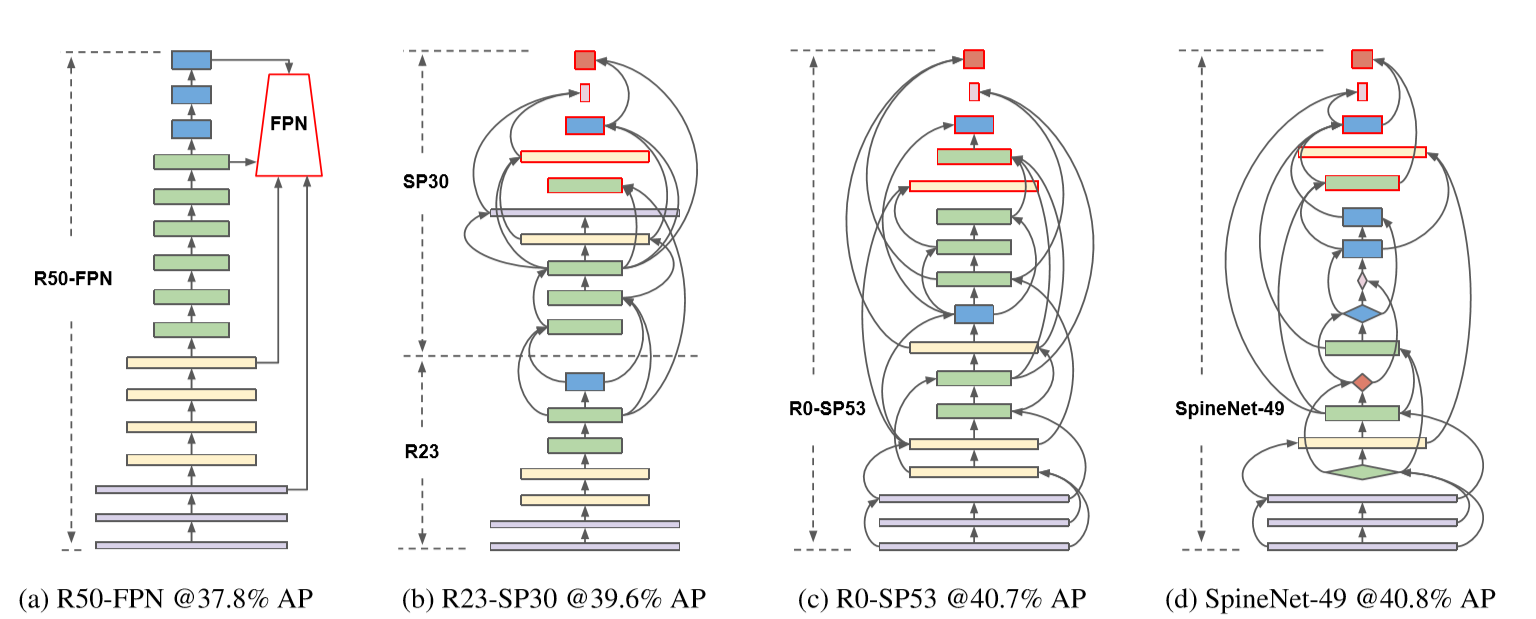 FPN
R50-FPN
SP30
R23
R0-SP53
SpineNet-49
(a) R50-FPN @37.8% AP
(b) R23-SP30 @39.6% AP
(c) R0-SP53 @40.7% AP
(d) SpineNet-49 @40.8% AP